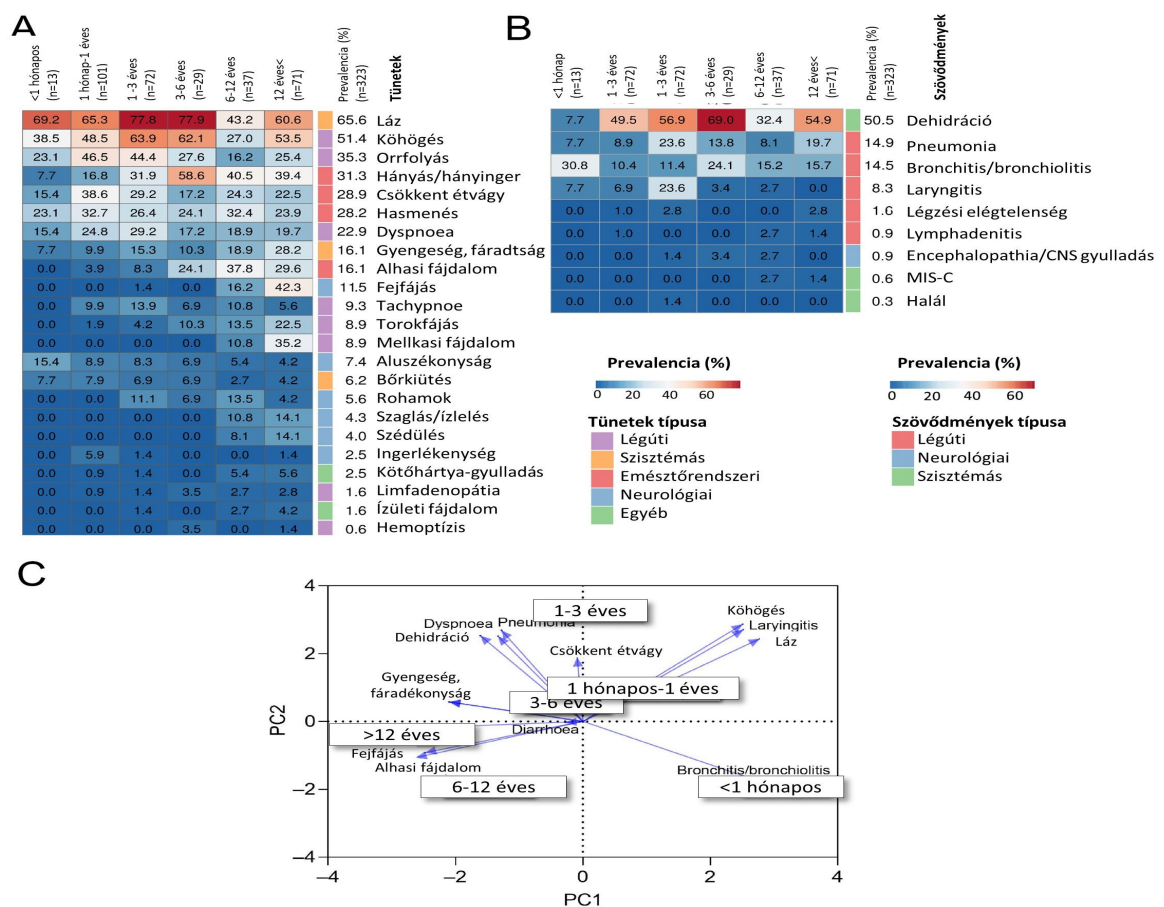 A
<1 hónapos (n=13) 1 hónap-1 éves (n=101) 1 -3 éves (n=72) 3-6 éves (n=29) 6-12 éves (n=37) 12 éves< (n=71) Prevalencia (%) (n=323) Tünetek
69.2 65.3 77.8 77.9 43.2 60.6 65.6 Láz
38.5 48.5 63.9 62.1 27.0 53.5 51.4 Köhögés
23.1 46.5 44.4 27.6 16.2 25.4 35.3 Orrfolyás
7.7 16.8 31.9 58.6 40.5 39.4 31.3 Hányás/hányinger
15.4 38.6 29.2 17.2 24.3 22.5 28.9 Csökkent étvágy
23.1 32.7 26.4 24.1 32.4 23.9 28.2 Hasmenés
15.4 24.8 29.2 17.2 18.9 19.7 22.9 Dyspnoea
7.7 9.9 15.3 10.3 18.9 28.2 16.1 Gyengeség, fáradtság
0.0 3.9 8.3 24.1 37.8 29.6 16.1 Alhasi fájdalom
0.0 0.0 1.4 0.0 16.2 42.3 11.5 Fejfájás
0.0 9.9 13.9 6.9 10.8 5.6 9.3 Tachypnoe
0.0 1.9 4.2 10.3 13.5 22.5 8.9 Torokfájás
0.0 0.0 0.0 0.0 10.8 35.2 8.9 Mellkasi fájdalom
15.4 8.9 8.3 6.9 5.4 4.2 7.4 Aluszékonyság
7.7 7.9 6.9 6.9 2.7 4.2 6.2 Bőrkiütés
0.0 0.0 11.1 6.9 13.5 4.2 5.6 Rohamok
0.0 0.0 0.0 0.0 10.8 14.1 4.3 Szaglás/ízlelés
0.0 0.0 0.0 0.0 8.1 14.1 4.0 Szédülés
0.0 5.9 1.4 0.0 0.0 1.4 2.5 Ingerlékenység
0.0 0.9 1.4 0.0 5.4 5.6 2.5 Kötőhártya-gyulladás
0.0 0.9 1.4 3.5 2.7 2.8 1.6 Limfadenopátia
0.0 0.0 1.4 0.0 2.7 4.2 1.6 Ízületi fájdalom
0.0 0.0 0.0 3.5 0.0 1.4 0.6 Hemoptízis
B
<1 hónap (n=13) 1 -3 éves (n=72) 1 -3 éves (n=72) 3-6 éves (n=29) 6-12 éves (n=37) 12 éves< (n=71) Prevalencia (%) (n=323) Szövődmények
7.7 49.5 56.9 69.0 32.4 54.9 50.5 Dehidráció
7.7 8.9 23.6 13.8 8.1 19.7 14.9 Pneumonia
30.8 10.4 11.4 24.1 15.2 15.7 14.5 Bronchitis/bronchiolitis
7.7 6.9 23.6 3.4 2.7 0.0 8.3 Laryngitis
0.0 1.0 2.8 0.0 0.0 2.8 1.6 Légzési elégtelenség
0.0 1.0 0.0 0.0 2.7 1.4 0.9 Lymphadenitis
0.0 0.0 1.4 3.4 2.7 0.0 0.9 Encephalopathia/CNS gyulladás
0.0 0.0 0.0 0.0 2.7 1.4 0.6 MIS-C
0.0 0.0 1.4 0.0 0.0 0.0 0.3 Halál
Prevalencia (%)
0 20 40 60
Tünetek típusa
Légúti
Szisztémás
Emésztőrendszeri
Neurológiai
Egyéb
Prevalencia (%)
0 20 40 60
Szövődmények típusa
Légúti
Neurológiai
Szisztémás
C
4
2
0
−2
−4
PC2
1-3 éves
Dyspnoea Pneumonia
Dehidráció
Köhögés
Laryingitis
Láz
Csökkent étvágy
Gyengeség,
fáradékonyság
1 hónapos-1 éves
3-6 éves
Diarrhoea
>12 éves
Fejfájás
Alhasi fájdalom
Bronchitis/bronchiolitis
6-12 éves
<1 hónapos
−4 −2 0 2 4
PC1